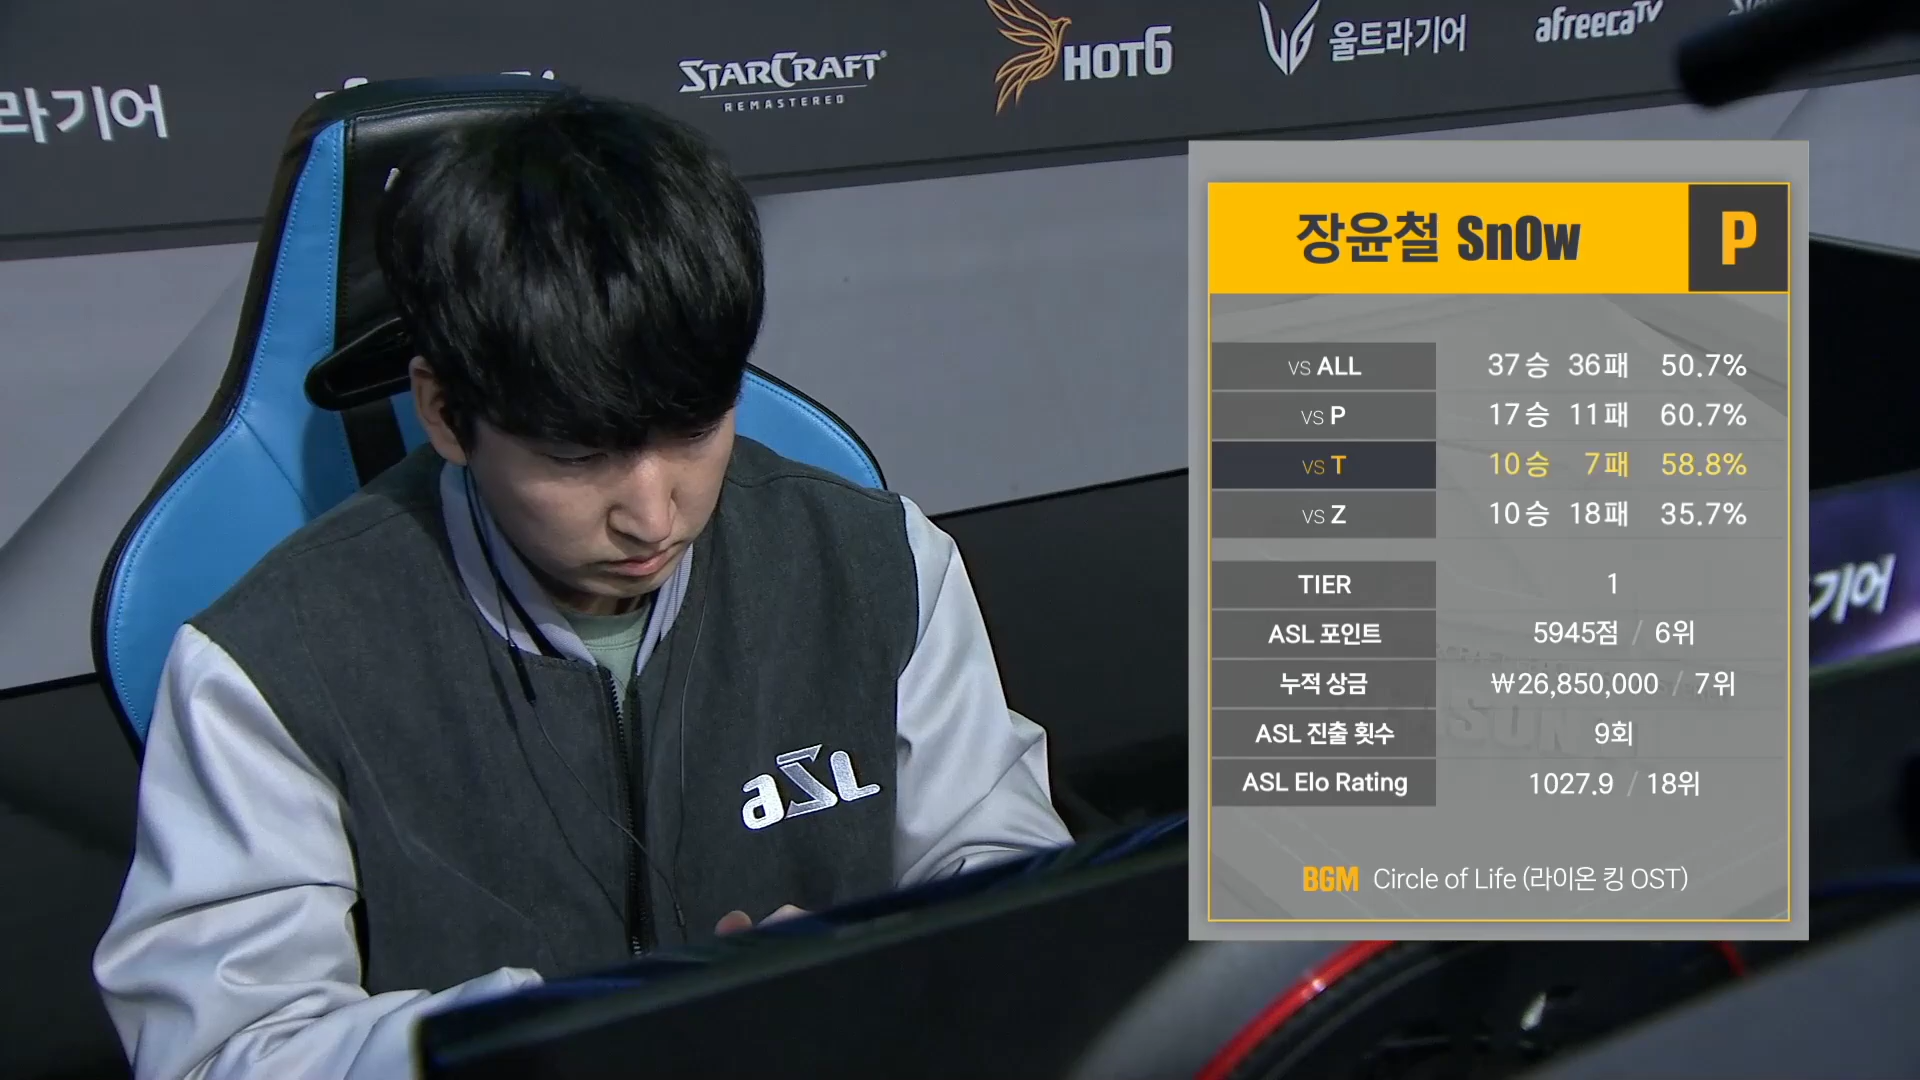 라기어
STARCRAFT
REMASTERED
HOT6
울트라기어
afreecaTV
장윤철 Sn0w P
vs ALL 37승 36패 50.7%
vs P 17승 11패 60.7%
vs T 10승 7패 58.8%
vs Z 10승 18패 35.7%
TIER 1
ASL 포인트 5945점 / 6위
누적 상금 ₩26,850,000 / 7위
ASL 진출 횟수 9회
ASL Elo Rating 1027.9 / 18위
BGM Circle of Life (라이온 킹 OST)
aSL
기어